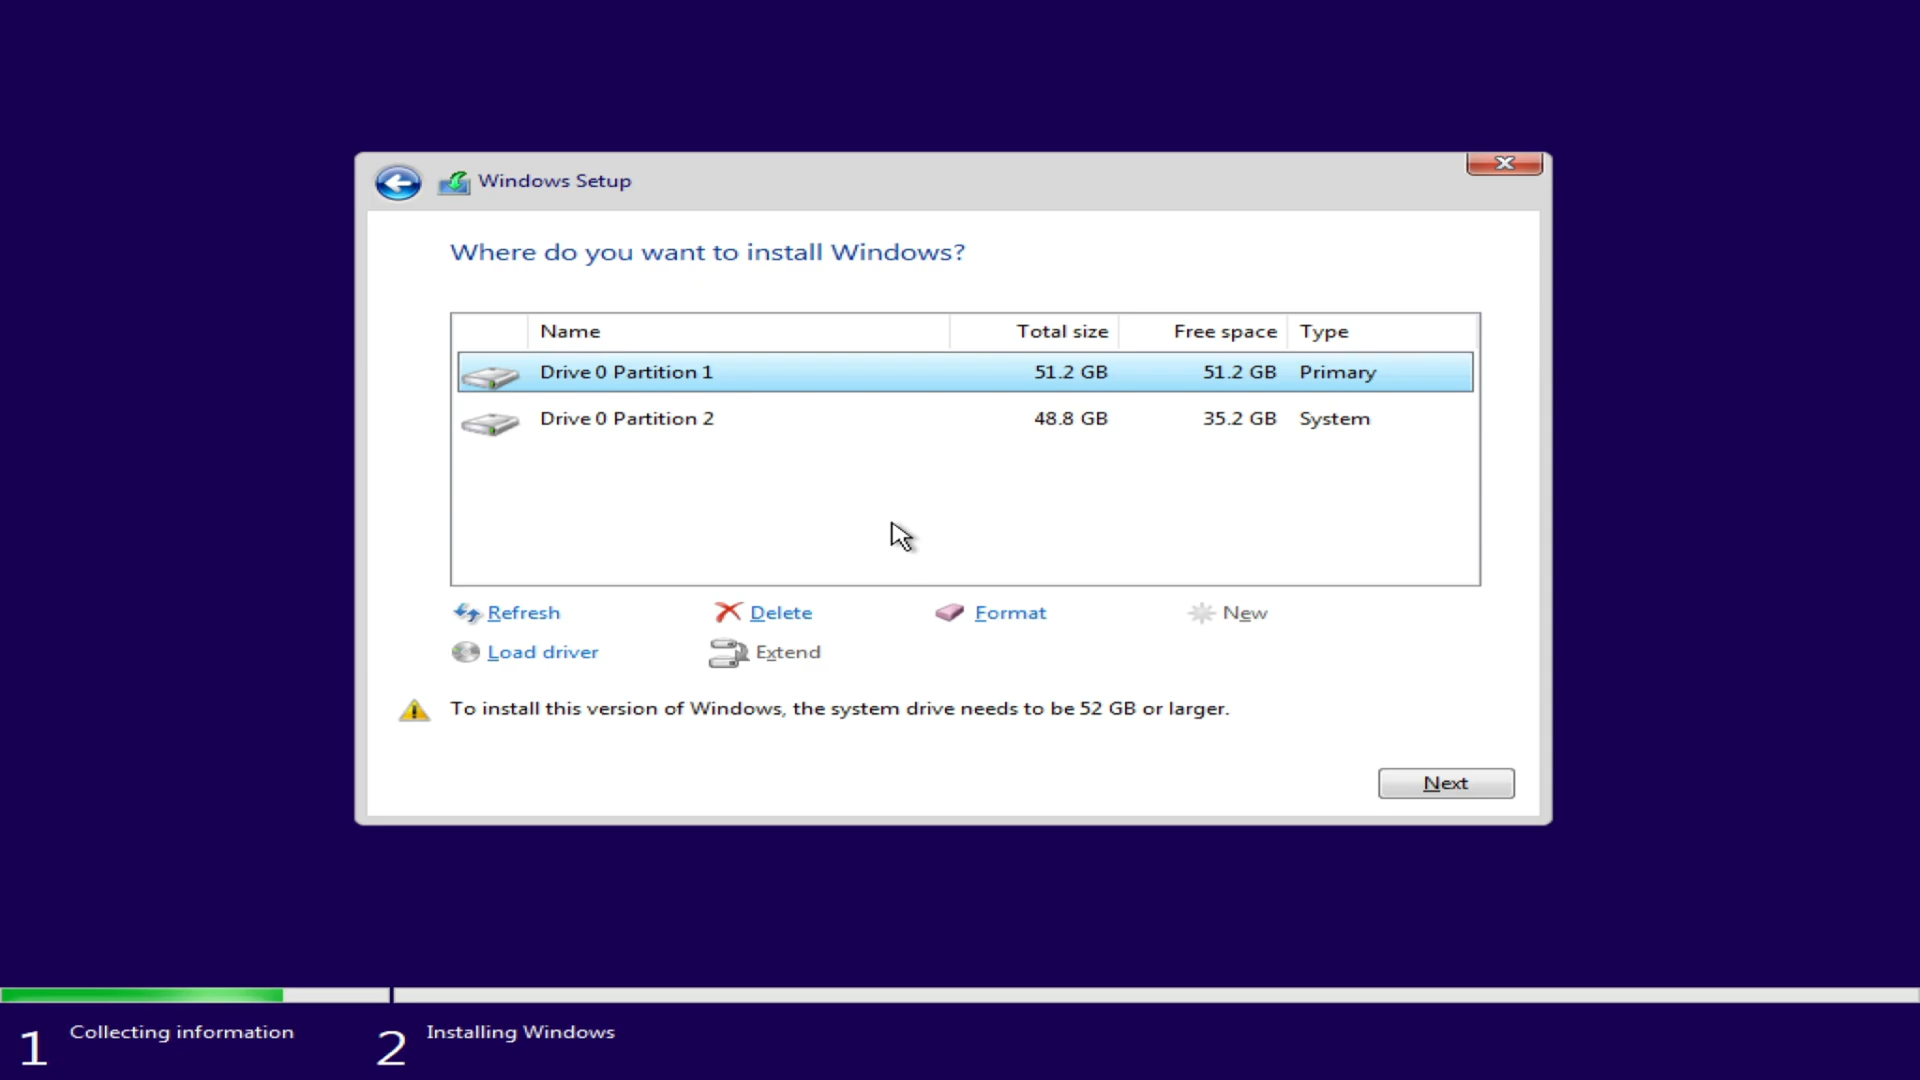 Windows Setup
Where do you want to install Windows?
Name Total size Free space Type
Drive 0 Partition 1 51.2 GB 51.2 GB Primary
Drive 0 Partition 2 48.8 GB 35.2 GB System
Refresh Delete Format New
Load driver Extend
To install this version of Windows, the system drive needs to be 52 GB or larger.
Next
1 Collecting information 2 Installing Windows